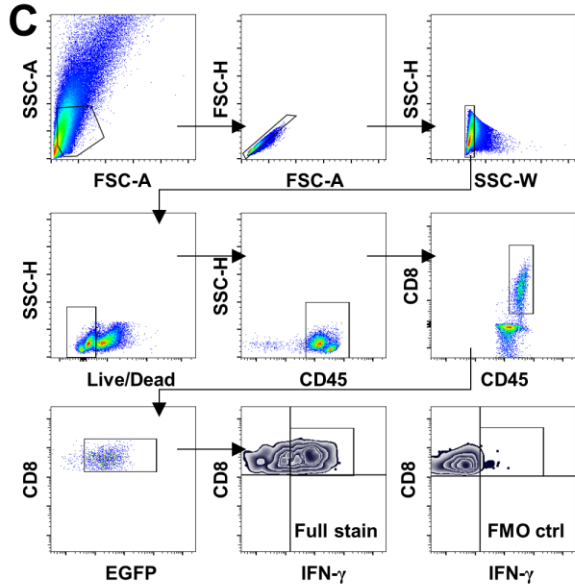 C
SSC-A
FSC-A
FSC-H
FSC-A
SSC-H
SSC-W
SSC-H
Live/Dead
SSC-H
CD45
CD8
CD45
CD8
EGFP
CD8
Full stain
IFN-γ
CD8
FMO ctrl
IFN-γ